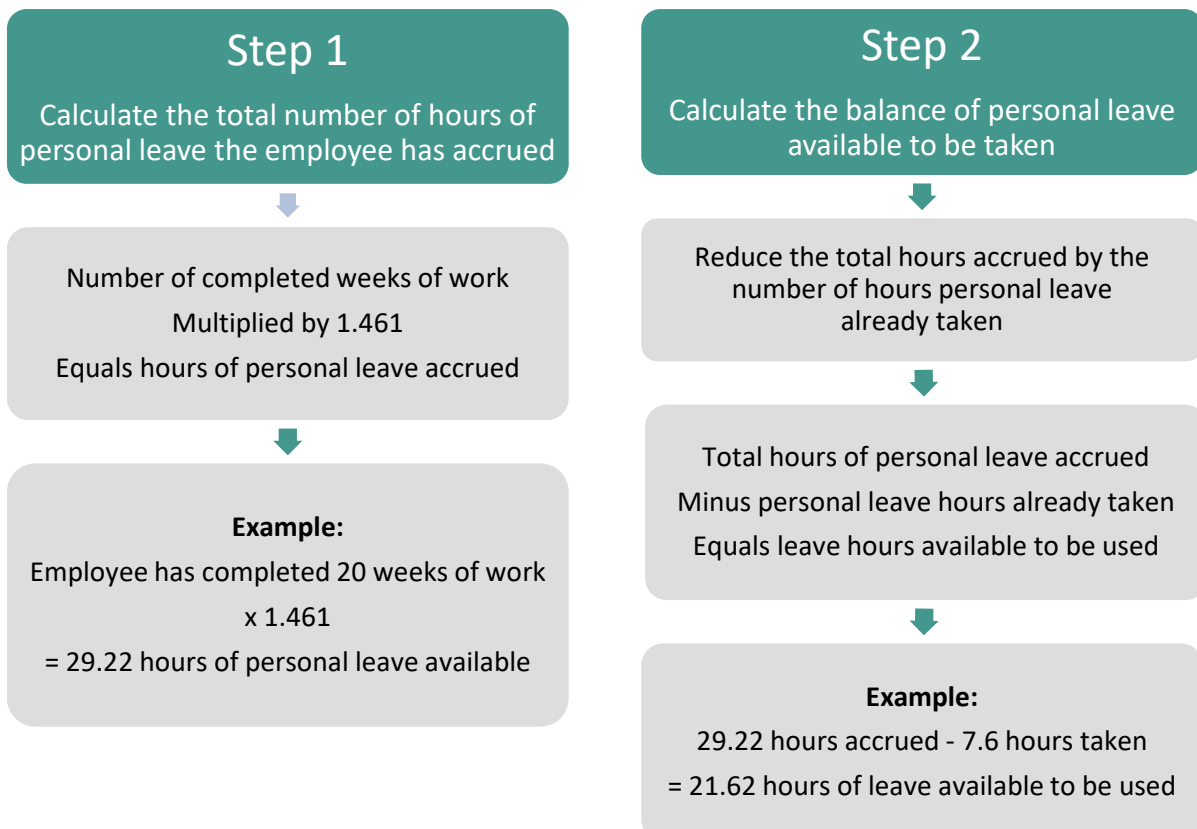 Step 1
Calculate the total number of hours of
personal leave the employee has accrued
Number of completed weeks of work
Multiplied by 1.461
Equals hours of personal leave accrued
Example:
Employee has completed 20 weeks of work
x 1.461
= 29.22 hours of personal leave available
Step 2
Calculate the balance of personal leave
available to be taken
Reduce the total hours accrued by the
number of hours personal leave
already taken
Total hours of personal leave accrued
Minus personal leave hours already taken
Equals leave hours available to be used
Example:
29.22 hours accrued - 7.6 hours taken
= 21.62 hours of leave available to be used